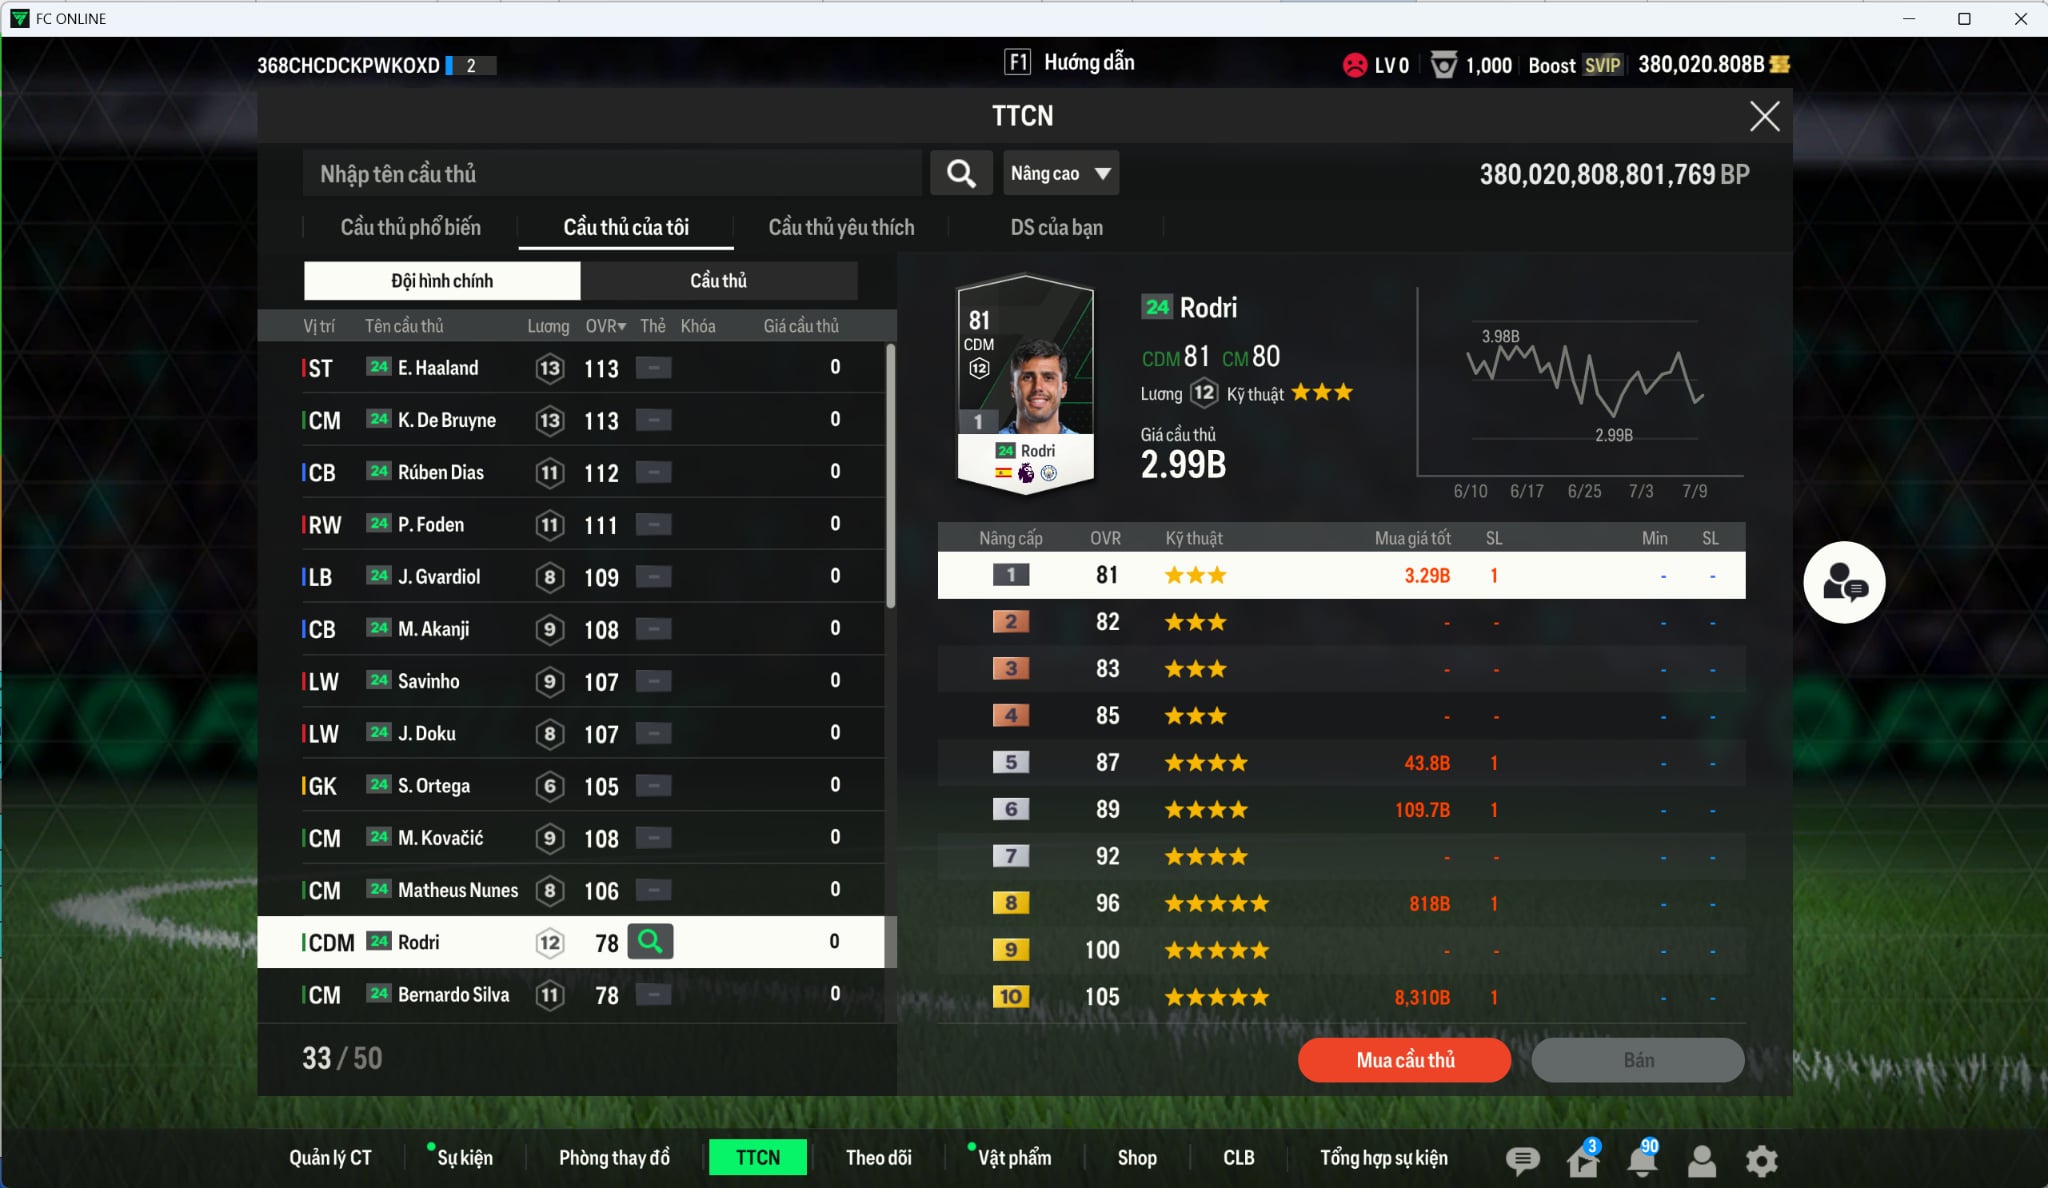 FC ONLINE
368CHCDCKPWKOXD 2
F1 Hướng dẫn
LV 0 1,000 Boost SVIP 380,020.808B
TTCN
Nhập tên cầu thủ
Nâng cao
380,020,808,801,769 BP
Cầu thủ phổ biến
Cầu thủ của tôi
Cầu thủ yêu thích
DS của bạn
Đội hình chính
Cầu thủ
Vị trí Tên cầu thủ Lương OVR Thẻ Khóa Giá cầu thủ
ST 24 E. Haaland 13 113 - 0
CM 24 K. De Bruyne 13 113 - 0
CB 24 Rúben Dias 11 112 - 0
RW 24 P. Foden 11 111 - 0
LB 24 J. Gvardiol 8 109 - 0
CB 24 M. Akanji 9 108 - 0
LW 24 Savinho 9 107 - 0
LW 24 J. Doku 8 107 - 0
GK 24 S. Ortega 6 105 - 0
CM 24 M. Kovačić 9 108 - 0
CM 24 Matheus Nunes 8 106 - 0
CDM 24 Rodri 12 78 0
CM 24 Bernardo Silva 11 78 - 0
33 / 50
81
CDM
12
1
24 Rodri
24 Rodri
CDM 81 CM 80
Lương 12 Kỹ thuật ★★★
Giá cầu thủ
2.99B
3.98B
2.99B
6/10 6/17 6/25 7/3 7/9
Nâng cấp OVR Kỹ thuật Mua giá tốt SL Min SL
1 81 ★★★ 3.29B 1 - -
2 82 ★★★ - - - -
3 83 ★★★ - - - -
4 85 ★★★ - - - -
5 87 ★★★★ 43.8B 1 - -
6 89 ★★★★ 109.7B 1 - -
7 92 ★★★★ - - - -
8 96 ★★★★★ 818B 1 - -
9 100 ★★★★★ - - - -
10 105 ★★★★★ 8,310B 1 - -
Mua cầu thủ
Bán
Quản lý CT
Sự kiện
Phòng thay đồ
TTCN
Theo dõi
Vật phẩm
Shop
CLB
Tổng hợp sự kiện
3
90